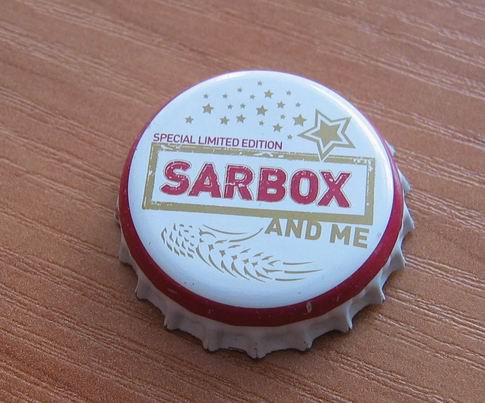 SPECIAL LIMITED EDITION
SARBOX
AND ME